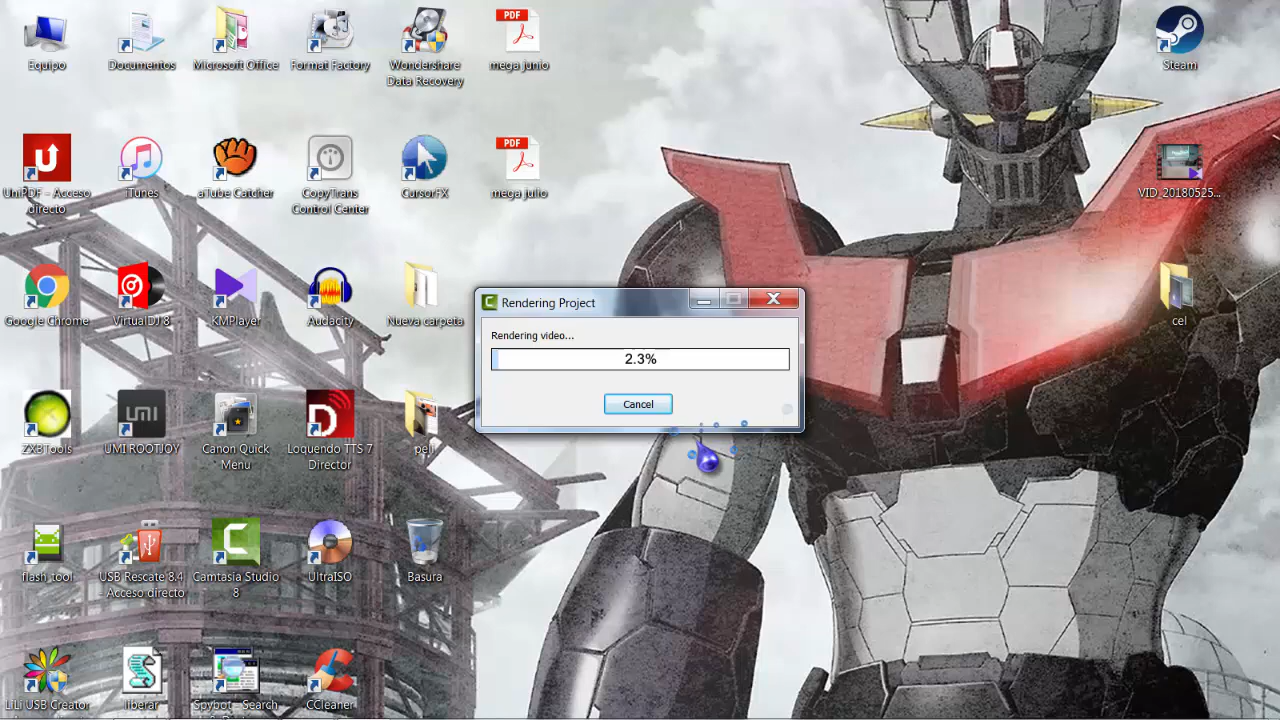 Equipo
Documentos
Microsoft Office
Format Factory
Wondershare
Data Recovery
PDF
mega junio
Steam
UniPDF - Acceso
directo
iTunes
aTube Catcher
CopyTrans
Control Center
CursorFX
PDF
mega julio
VID_20180525...
Google Chrome
VirtualDJ 8
KMPlayer
Audacity
Nueva carpeta
cel
Rendering Project
Rendering video...
2.3%
Cancel
ZXBTools
UMI
UMI ROOTJOY
Canon Quick
Menu
Loquendo TTS 7
Director
flash_tool
USB Rescate 8.4
- Acceso directo
Camtasia Studio
8
UltraISO
Basura
LiLi USB Creator
liberar
Spybot - Search
CCleaner